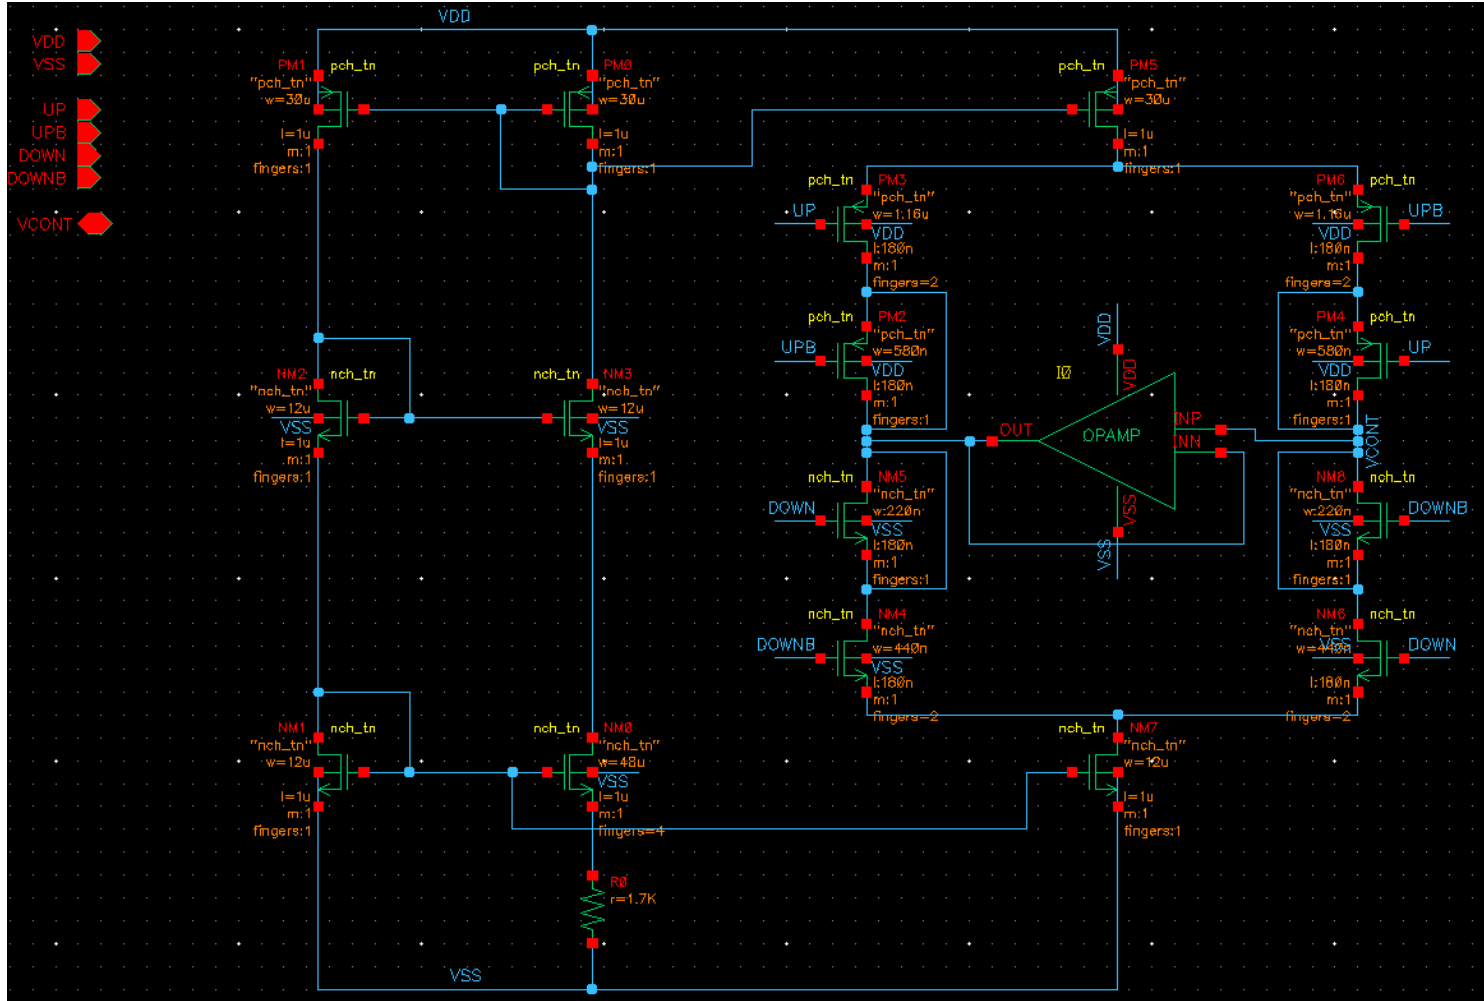 VDD
VDD
VSS
UP
UPB
DOWN
DOWNB
VCONT
PM1 pch_tn
"pch_tn"
w=30u
l=1u
m:1
fingers:1
pch_tn PM0
"pch_tn"
w=30u
l=1u
m:1
fingers:1
pch_tn PM5
"pch_tn"
w=30u
l=1u
m:1
fingers:1
pch_tn PM3
"pch_tn"
UP w=1.16u
VDD
l:180n
m:1
fingers=2
PM6 pch_tn
"pch_tn"
w=1.16u UPB
VDD
l:180n
m:1
fingers=2
pch_tn PM2
"pch_tn"
UPB w=580n
VDD
l:180n
m:1
fingers:1
PM4 pch_tn
"pch_tn"
w=580n UP
VDD
l:180n
m:1
fingers:1
VDD
VDD
I0
OUT OPAMP INP
INN
VSS
VSS
VCONT
NM2 nch_tn
"nch_tn"
w=12u
VSS
l=1u
m:1
fingers:1
nch_tn NM3
"nch_tn"
w=12u
VSS
l=1u
m:1
fingers:1
nch_tn NM5
"nch_tn"
DOWN w:220n
VSS
l:180n
m:1
fingers:1
NM8 nch_tn
"nch_tn"
w:220n DOWNB
VSS
l:180n
m:1
fingers:1
nch_tn NM4
"nch_tn"
DOWNB w=440n
VSS
l:180n
m:1
fingers=2
NM6 nch_tn
"nch_tn"
w=440n DOWN
VSS
l:180n
m:1
fingers=2
NM1 nch_tn
"nch_tn"
w=12u
l=1u
m:1
fingers:1
nch_tn NM0
"nch_tn"
w=48u
VSS
l=1u
m:1
fingers=4
nch_tn NM7
"nch_tn"
w=12u
l=1u
m:1
fingers:1
R0
r=1.7K
VSS